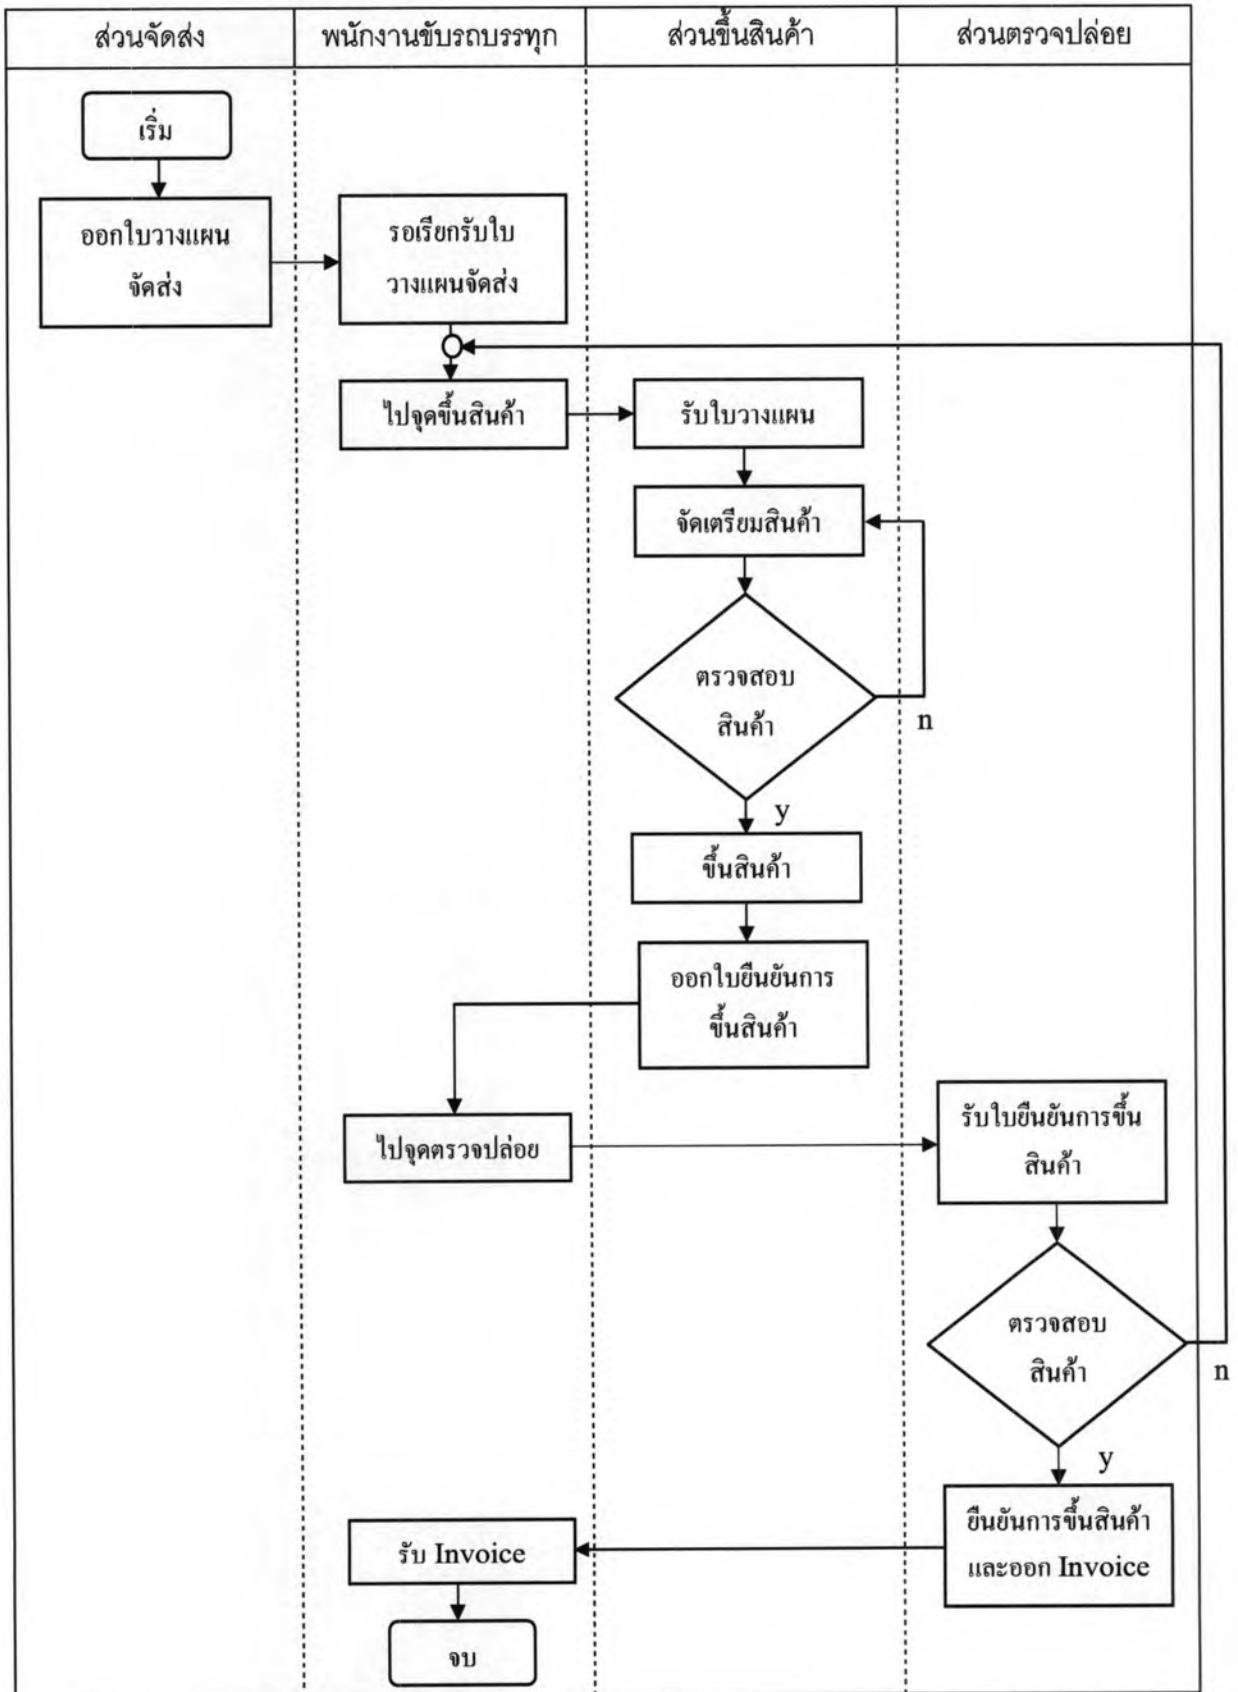 ส่วนจัดส่ง
พนักงานขับรถบรรทุก
ส่วนขึ้นสินค้า
ส่วนตรวจปล่อย
เริ่ม
ออกใบวางแผน
จัดส่ง
รอเรียกรับใบ
วางแผนจัดส่ง
ไปจุดขึ้นสินค้า
รับใบวางแผน
จัดเตรียมสินค้า
ตรวจสอบ
สินค้า
n
y
ขึ้นสินค้า
ออกใบยืนยันการ
ขึ้นสินค้า
ไปจุดตรวจปล่อย
รับใบยืนยันการขึ้น
สินค้า
ตรวจสอบ
สินค้า
n
y
ยืนยันการขึ้นสินค้า
และออก Invoice
รับ Invoice
จบ